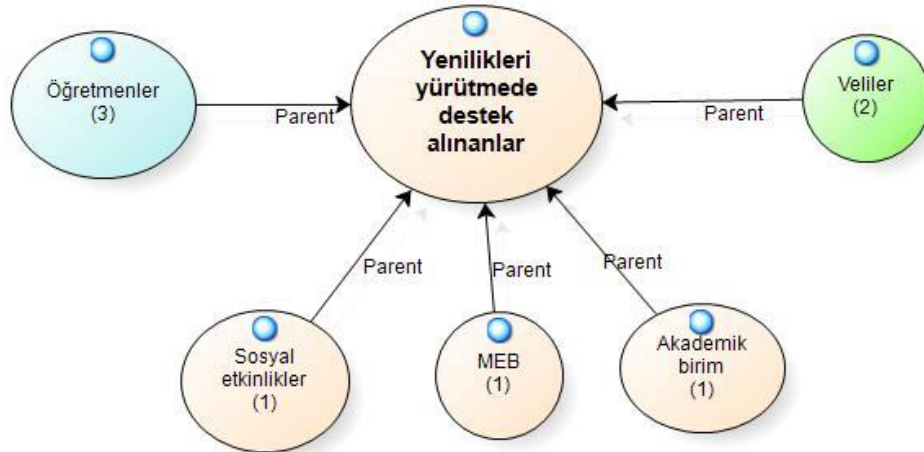 Yenilikleri
yürütmede
destek
alınanlar
Öğretmenler
(3)
Parent
Veliler
(2)
Parent
Parent
Parent
Parent
Sosyal
etkinlikler
(1)
MEB
(1)
Akademik
birim
(1)